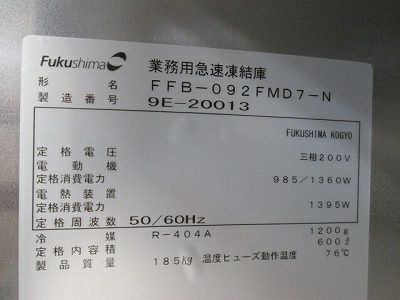 Fukushima 業務用急速凍結庫
形名 FFB-092FMD7-N
製造番号 9E-20013
FUKUSHIMA KOGYO
定格電圧 三相200V
電動機
定格消費電力 985/1360W
電熱装置
定格消費電力 1395W
定格周波数 50/60Hz
冷媒 R-404A 1200g
定格内容積 600ℓ
製品質量 185kg 温度ヒューズ動作温度 76℃